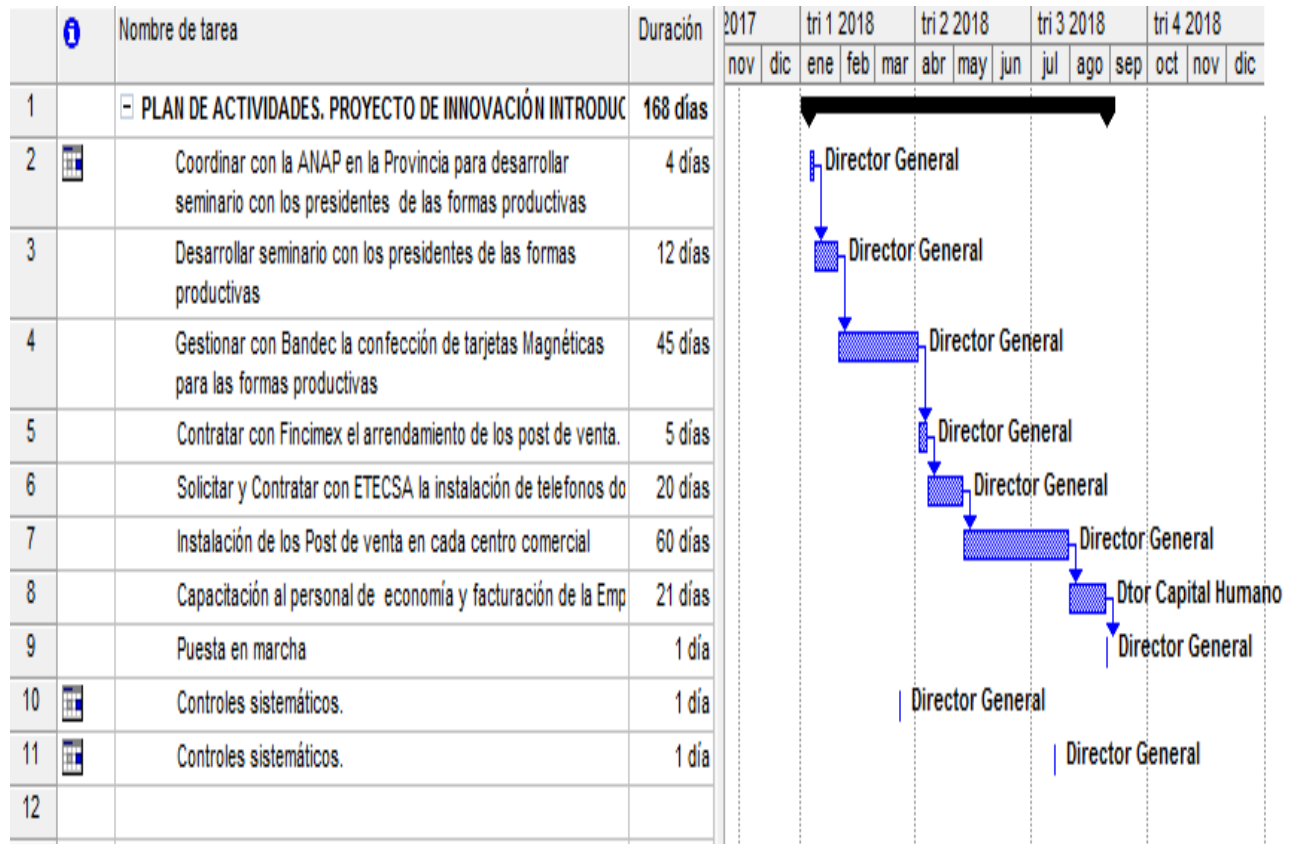 Nombre de tarea Duración 2017 tri 1 2018 tri 2 2018 tri 3 2018 tri 4 2018
nov dic ene feb mar abr may jun jul ago sep oct nov dic
1 PLAN DE ACTIVIDADES. PROYECTO DE INNOVACIÓN INTRODUC 168 días
2 Coordinar con la ANAP en la Provincia para desarrollar 4 días Director General
seminario con los presidentes de las formas productivas
3 Desarrollar seminario con los presidentes de las formas 12 días Director General
productivas
4 Gestionar con Bandec la confección de tarjetas Magnéticas 45 días Director General
para las formas productivas
5 Contratar con Fincimex el arrendamiento de los post de venta. 5 días Director General
6 Solicitar y Contratar con ETECSA la instalación de telefonos do 20 días Director General
7 Instalación de los Post de venta en cada centro comercial 60 días Director General
8 Capacitación al personal de economía y facturación de la Emp 21 días Dtor Capital Humano
9 Puesta en marcha 1 día Director General
10 Controles sistemáticos. 1 día Director General
11 Controles sistemáticos. 1 día Director General
12